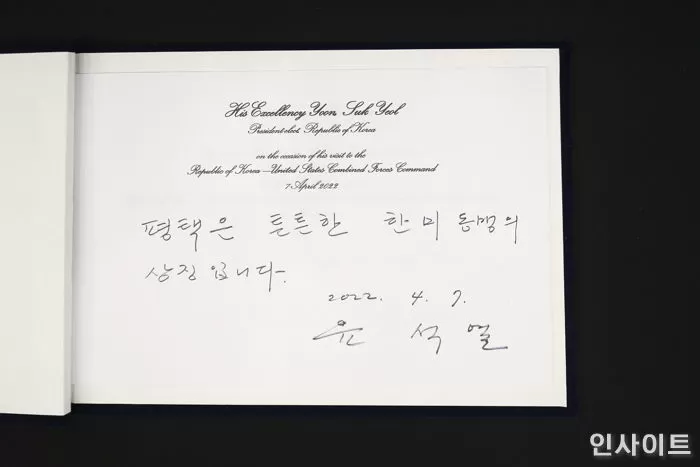 His Excellency Yoon Suk Yeol
President-elect, Republic of Korea
on the occasion of his visit to the
Republic of Korea—United States Combined Forces Command
7 April 2022
평택은 튼튼한 한미동맹의
상징입니다.
2022. 4. 7.
윤석열
인사이트